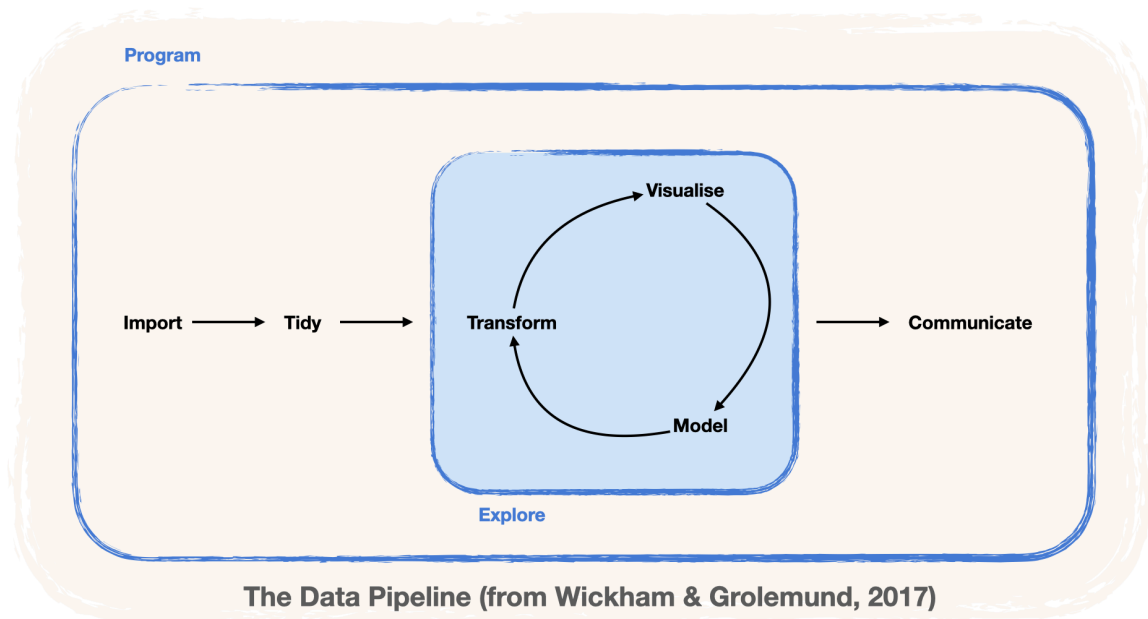 Program
Visualise
Import
Tidy
Transform
Communicate
Model
Explore
The Data Pipeline (from Wickham & Grolemund, 2017)